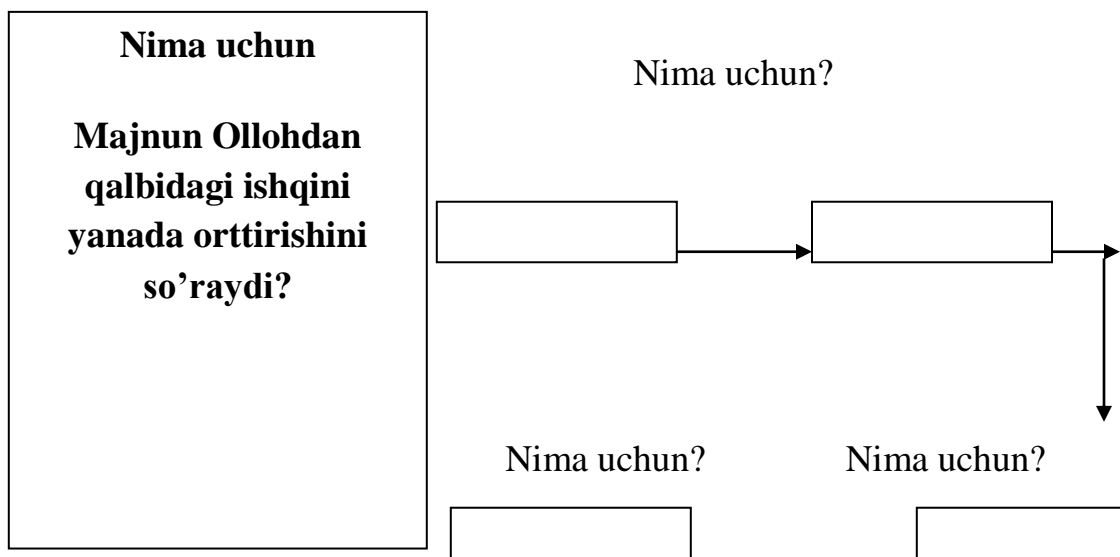 Nima uchun
Majnun Ollohdan
qalbidagi ishqini
yanada orttirishini
so’raydi?
Nima uchun?
Nima uchun?
Nima uchun?